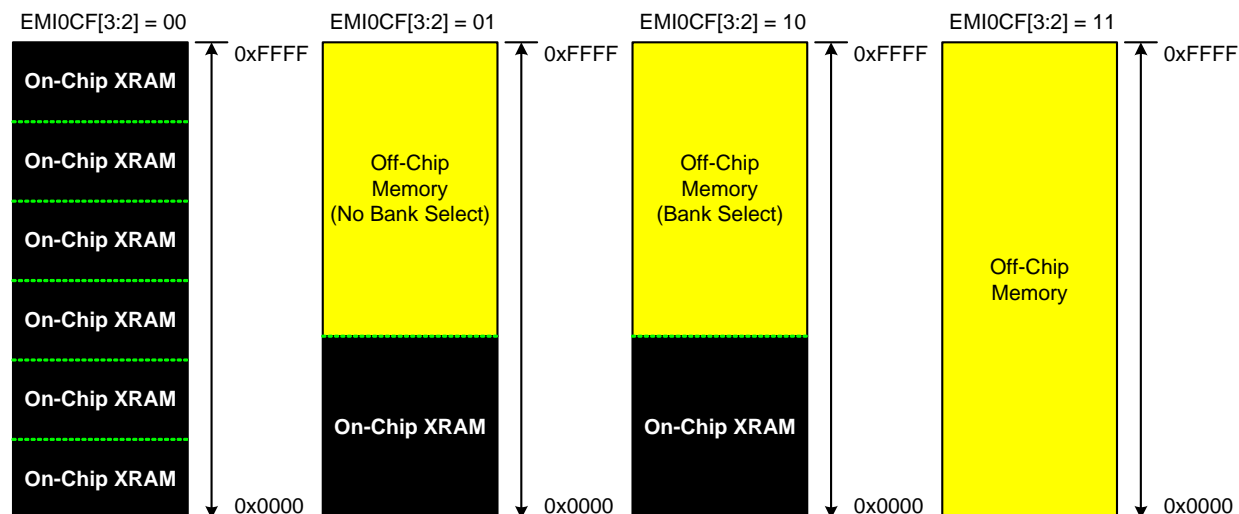 EMI0CF[3:2] = 00
On-Chip XRAM
On-Chip XRAM
On-Chip XRAM
On-Chip XRAM
On-Chip XRAM
On-Chip XRAM
0xFFFF
0x0000
EMI0CF[3:2] = 01
Off-Chip
Memory
(No Bank Select)
On-Chip XRAM
0xFFFF
0x0000
EMI0CF[3:2] = 10
Off-Chip
Memory
(Bank Select)
On-Chip XRAM
0xFFFF
0x0000
EMI0CF[3:2] = 11
Off-Chip
Memory
0xFFFF
0x0000